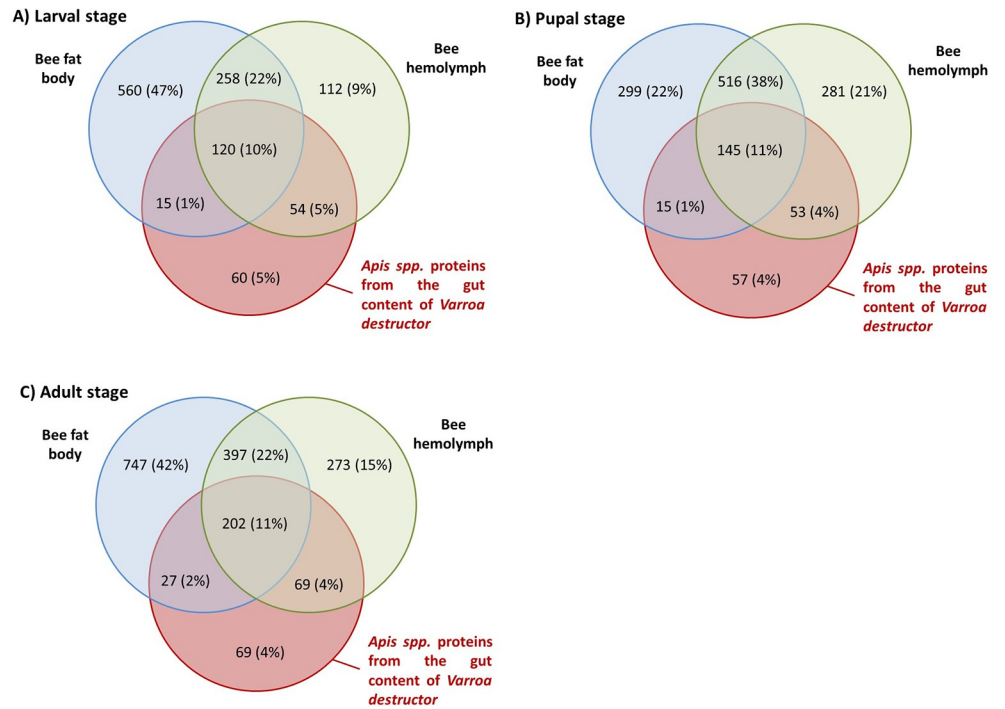 A) Larval stage
Bee fat
body
Bee
hemolymph
560 (47%)
258 (22%)
112 (9%)
120 (10%)
15 (1%)
54 (5%)
60 (5%)
Apis spp. proteins
from the gut
content of Varroa
destructor
B) Pupal stage
Bee fat
body
Bee
hemolymph
299 (22%)
516 (38%)
281 (21%)
145 (11%)
15 (1%)
53 (4%)
57 (4%)
Apis spp. proteins
from the gut
content of Varroa
destructor
C) Adult stage
Bee fat
body
Bee
hemolymph
747 (42%)
397 (22%)
273 (15%)
202 (11%)
27 (2%)
69 (4%)
69 (4%)
Apis spp. proteins
from the gut
content of Varroa
destructor